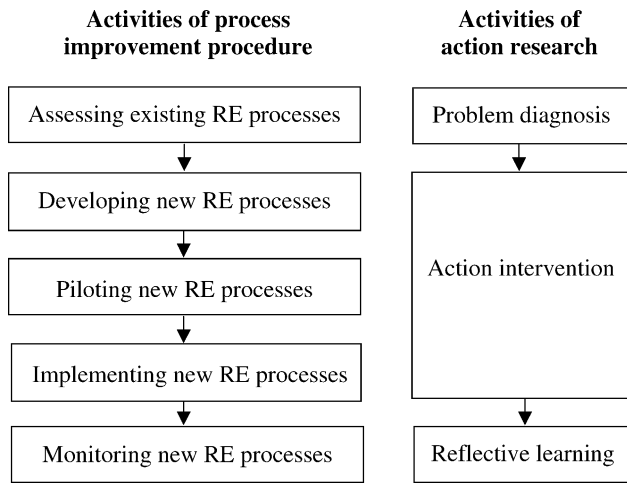 Activities of process
improvement procedure
Assessing existing RE processes
Developing new RE processes
Piloting new RE processes
Implementing new RE processes
Monitoring new RE processes
Activities of
action research
Problem diagnosis
Action intervention
Reflective learning